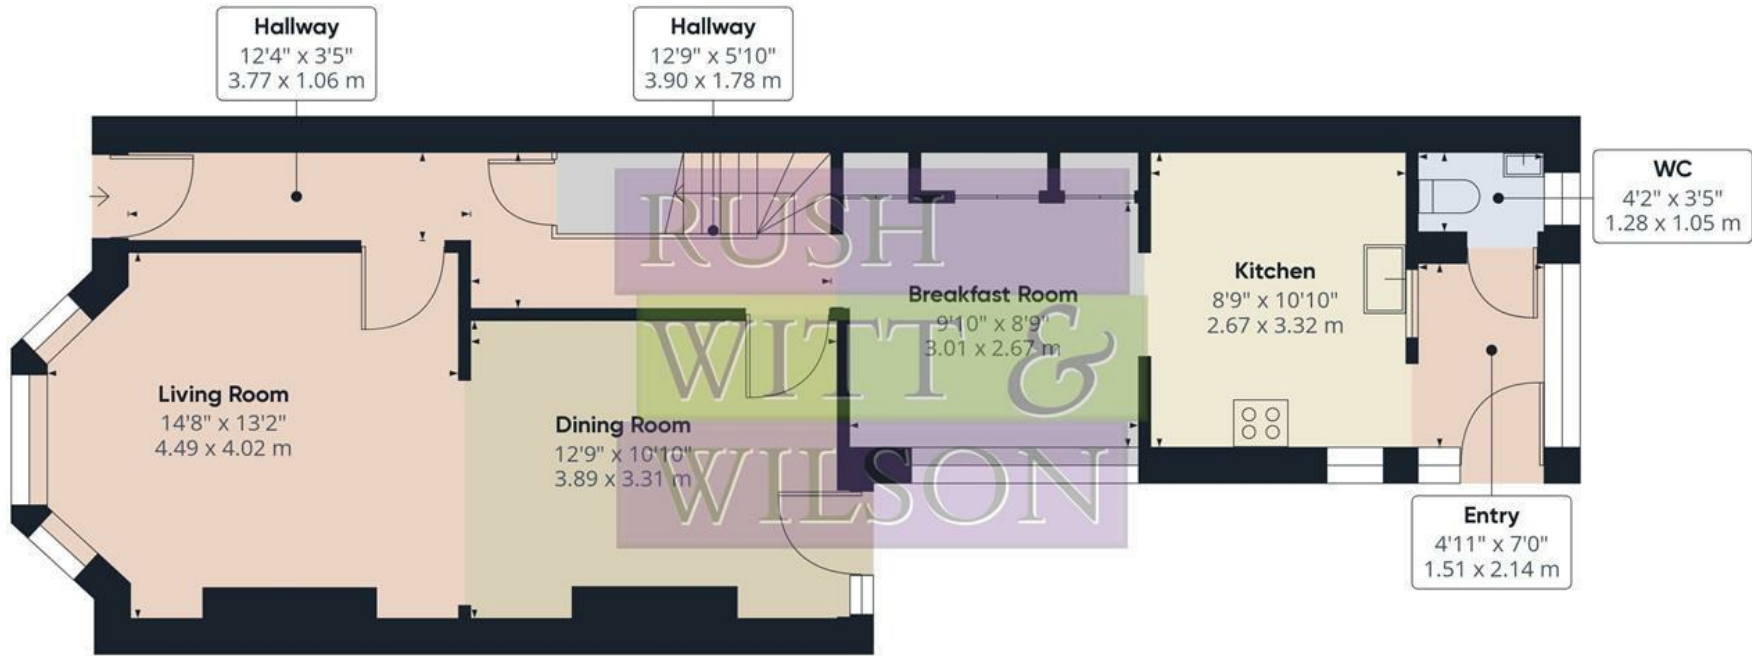 Hallway
12'4" x 3'5"
3.77 x 1.06 m
Hallway
12'9" x 5'10"
3.90 x 1.78 m
WC
4'2" x 3'5"
1.28 x 1.05 m
Kitchen
8'9" x 10'10"
2.67 x 3.32 m
Breakfast Room
9'10" x 8'9"
3.01 x 2.67 m
Living Room
14'8" x 13'2"
4.49 x 4.02 m
Dining Room
12'9" x 10'10"
3.89 x 3.31 m
Entry
4'11" x 7'0"
1.51 x 2.14 m
RUSH
WITT &
WILSON